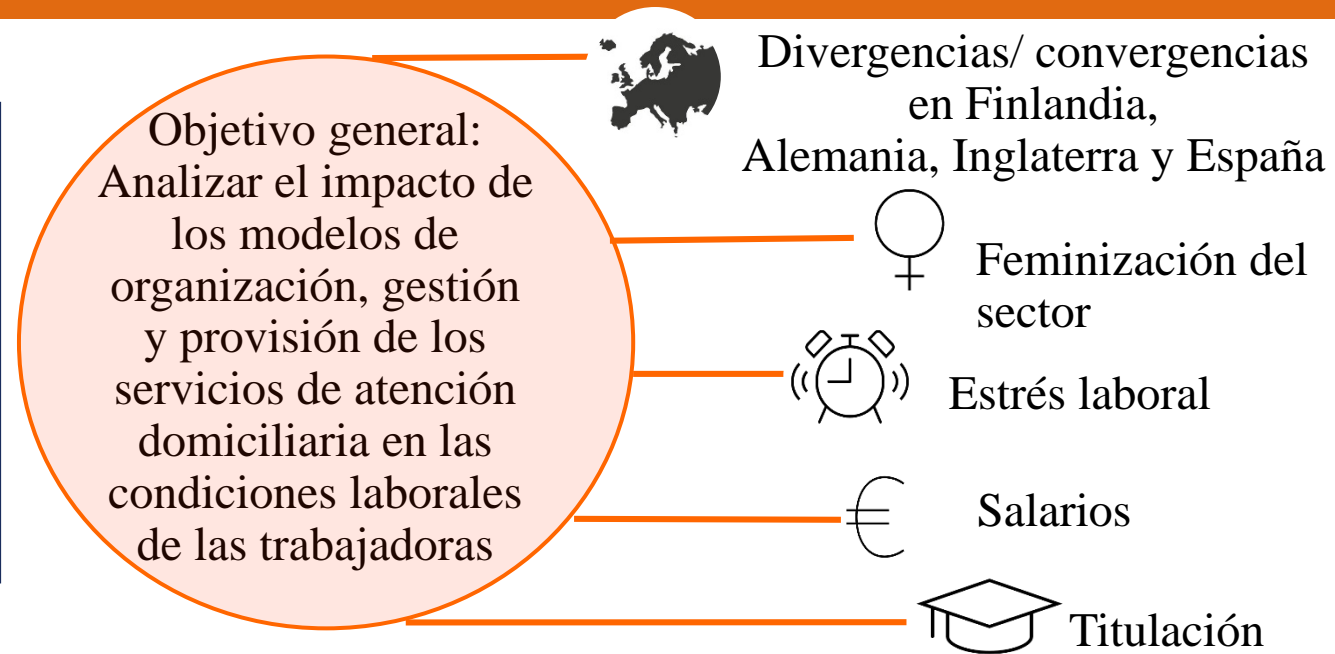 Objetivo general:
Analizar el impacto de
los modelos de
organización, gestión
y provisión de los
servicios de atención
domiciliaria en las
condiciones laborales
de las trabajadoras
Divergencias/ convergencias
en Finlandia,
Alemania, Inglaterra y España
Feminización del
sector
Estrés laboral
Salarios
Titulación